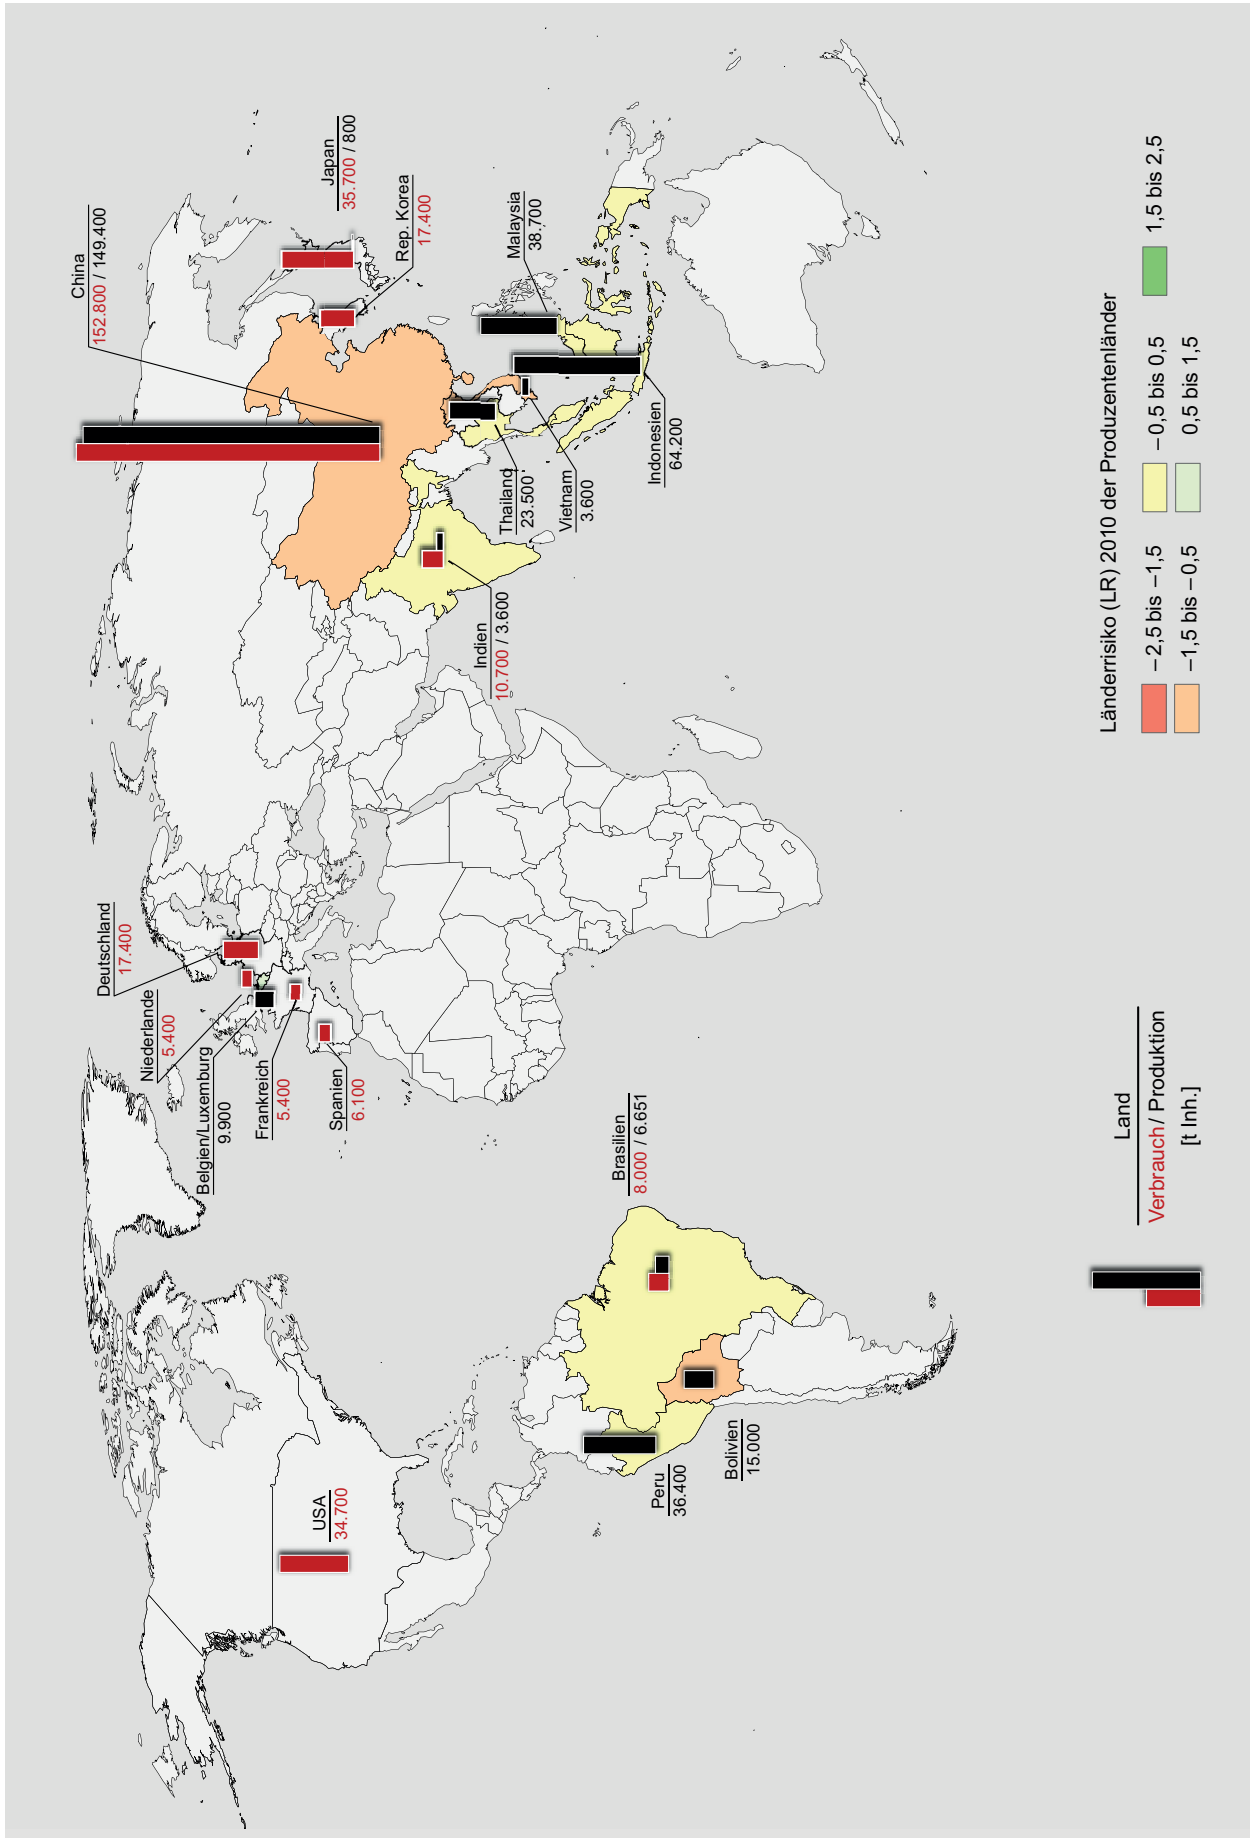 USA
34.700
Peru
36.400
Bolivien
15.000
Brasilien
8.000 / 6.651
Deutschland
17.400
Niederlande
5.400
Belgien/Luxemburg
9.900
Frankreich
5.400
Spanien
6.100
China
152.800 / 149.400
Japan
35.700 / 800
Rep. Korea
17.400
Malaysia
38.700
Indien
10.700 / 3.600
Thailand
23.500
Vietnam
3.600
Indonesien
64.200
Land
Verbrauch / Produktion
[t Inh.]
Länderrisiko (LR) 2010 der Produzentenländer
−2,5 bis −1,5
−0,5 bis 0,5
1,5 bis 2,5
−1,5 bis −0,5
0,5 bis 1,5